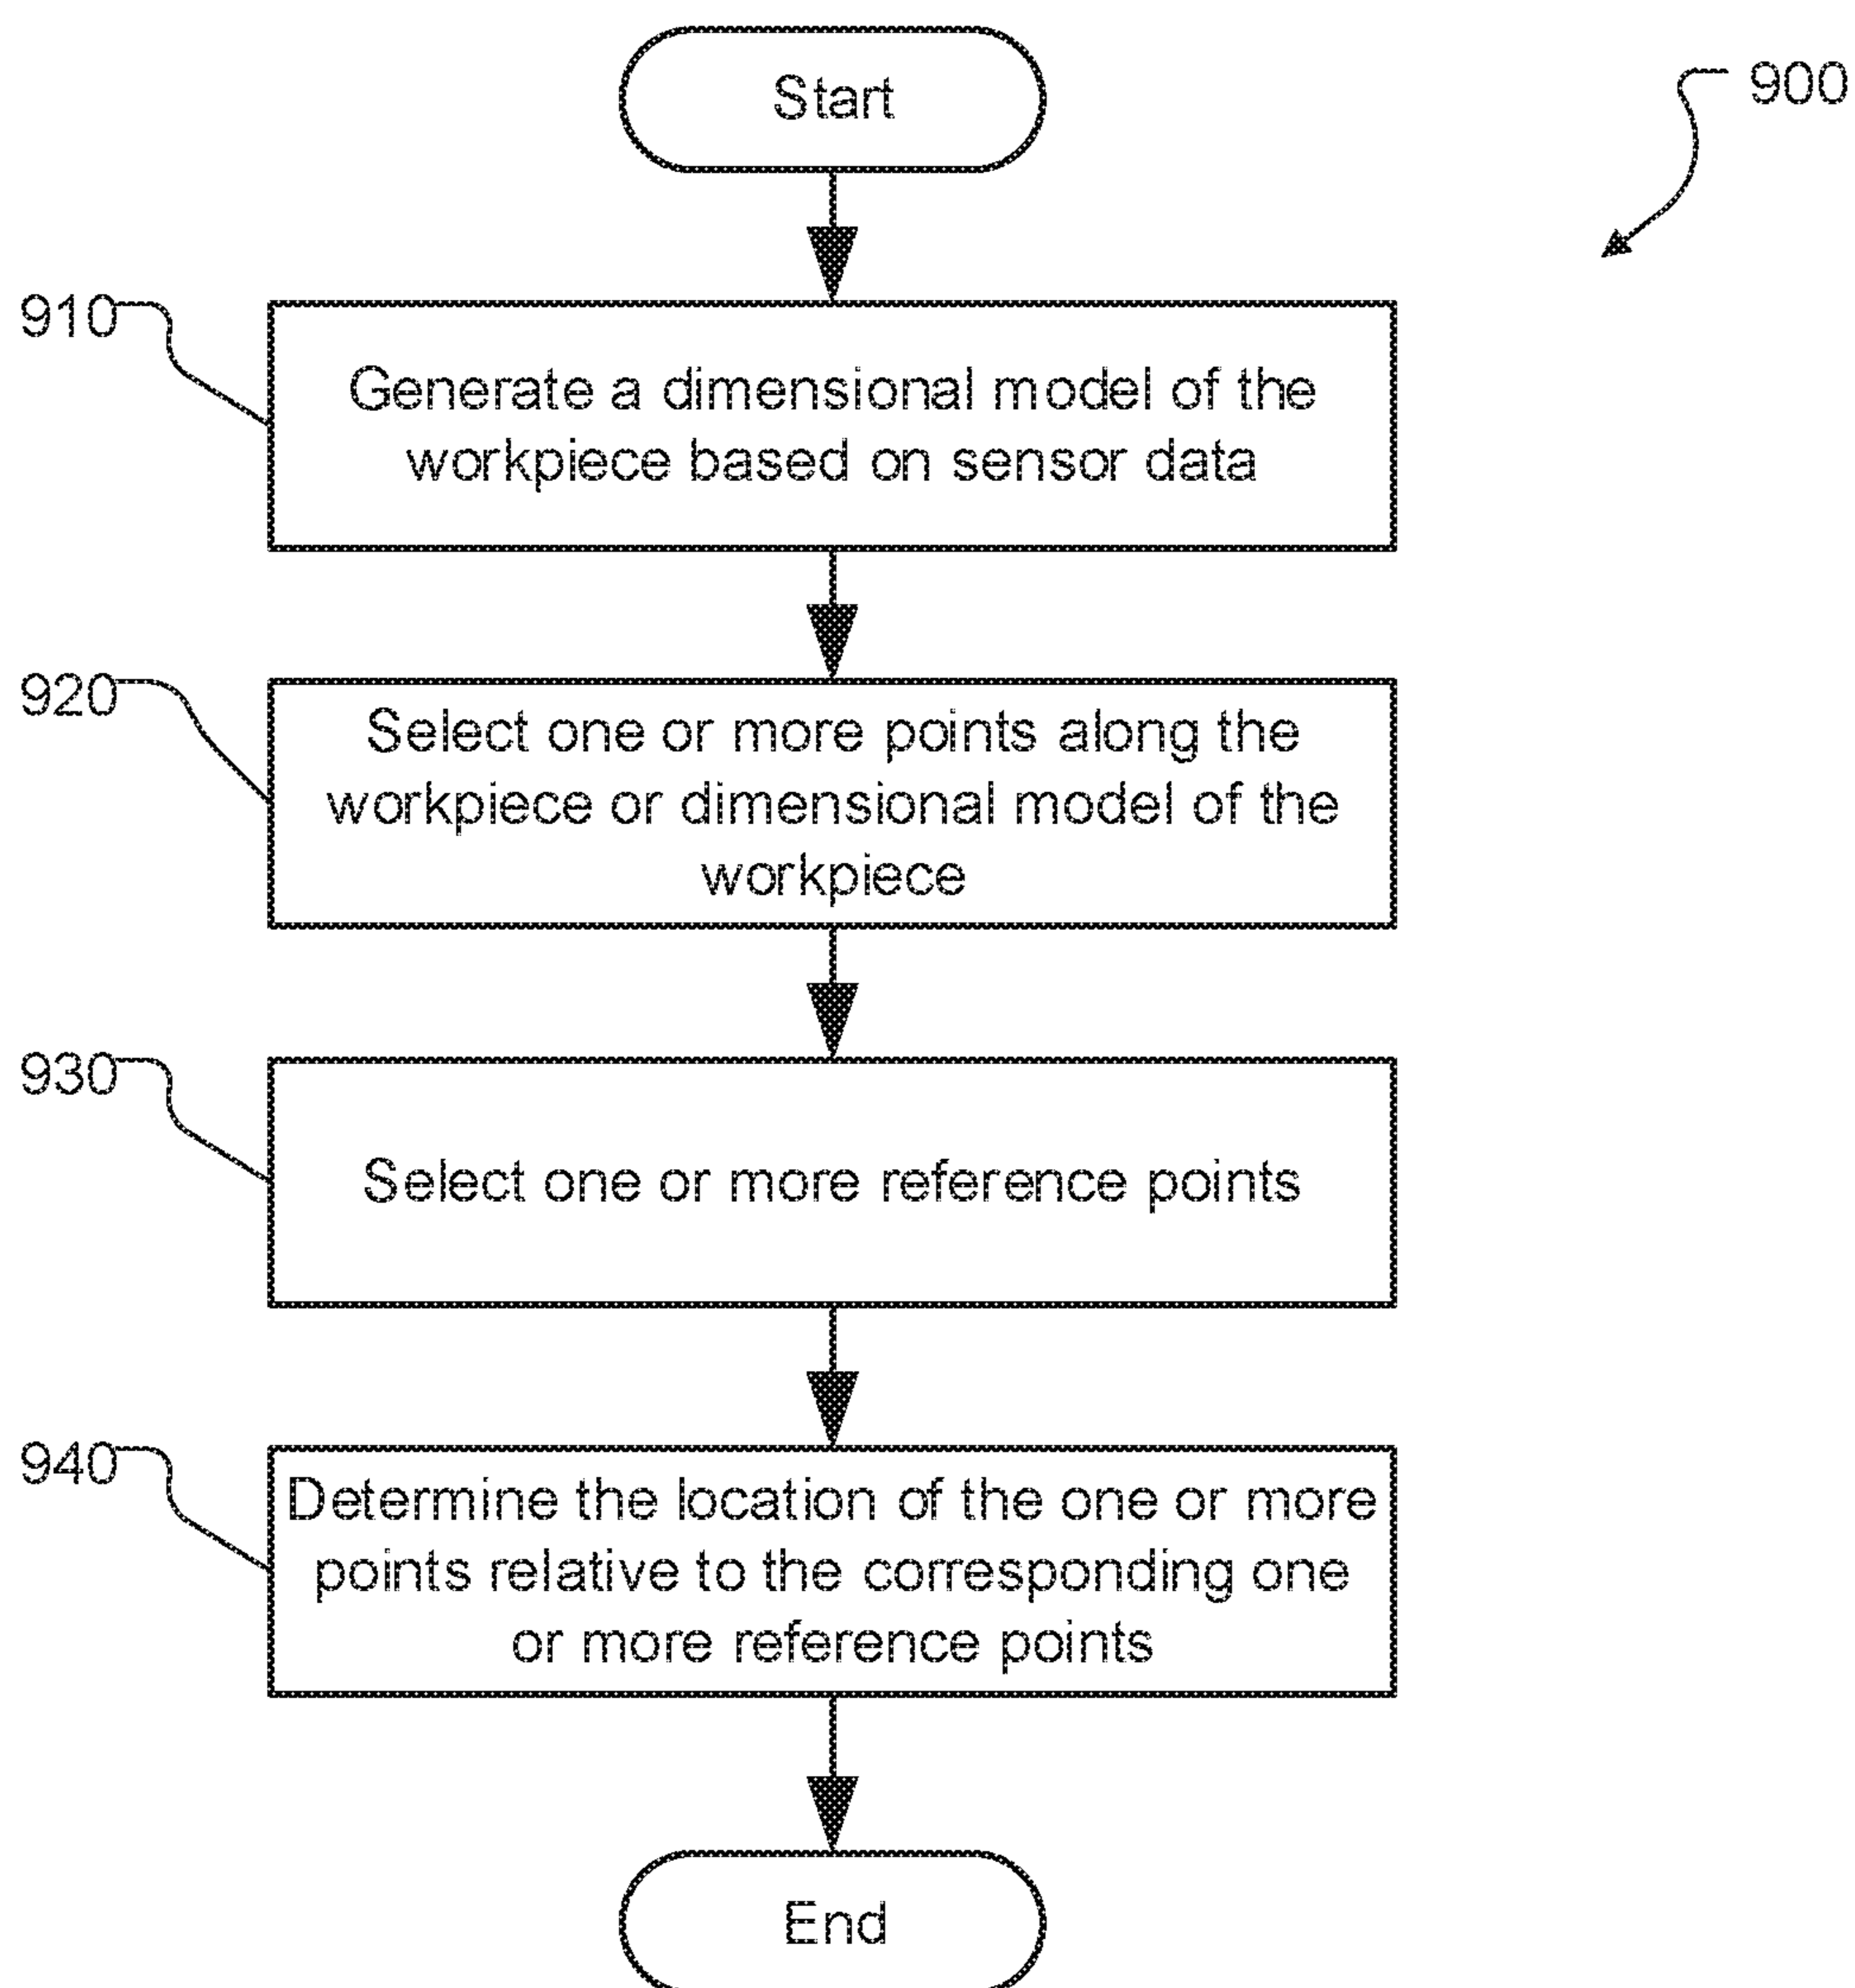 Start
900
910
Generate a dimensional model of the
workpiece based on sensor data
920
Select one or more points along the
workpiece or dimensional model of the
workpiece
930
Select one or more reference points
940
Determine the location of the one or more
points relative to the corresponding one
or more reference points
End